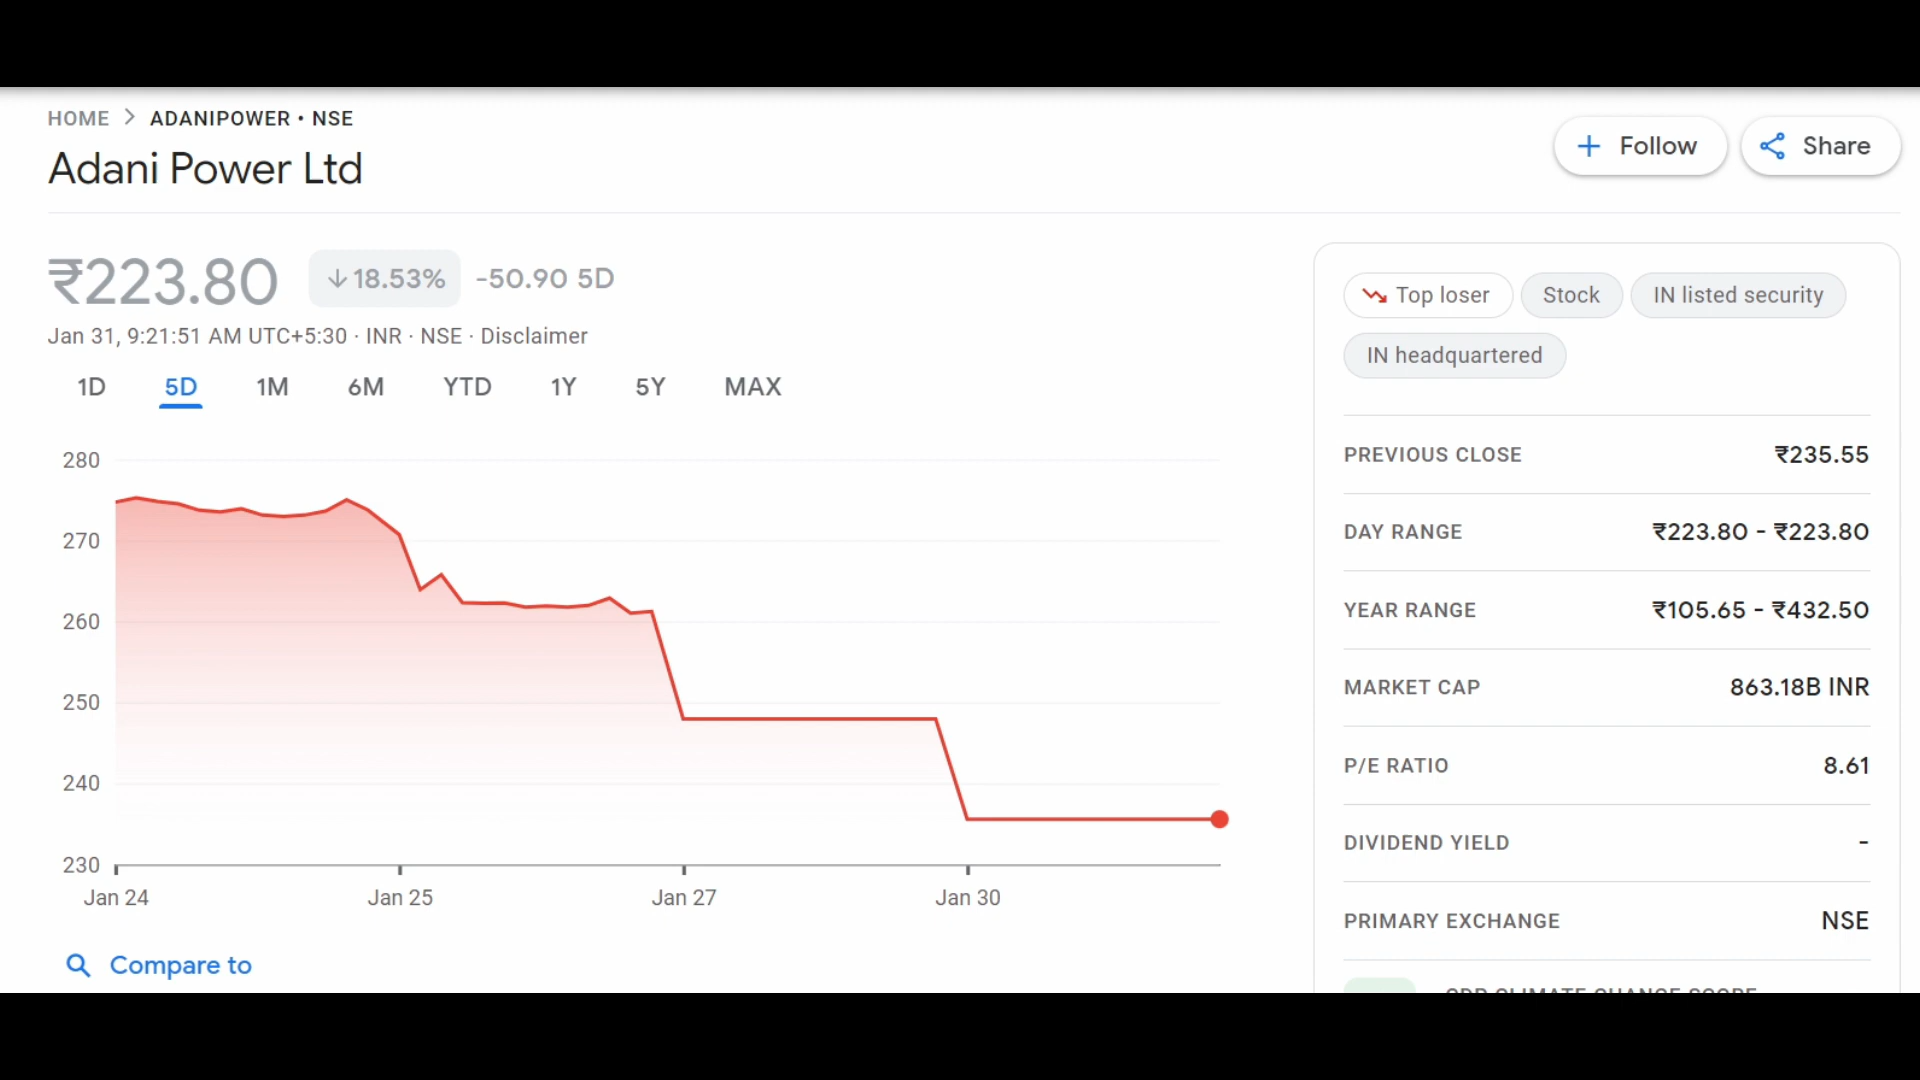 HOME > ADANIPOWER • NSE
Adani Power Ltd
+ Follow
Share
₹223.80 ↓18.53% -50.90 5D
Jan 31, 9:21:51 AM UTC+5:30 · INR · NSE · Disclaimer
1D 5D 1M 6M YTD 1Y 5Y MAX
280
270
260
250
240
230
Jan 24 Jan 25 Jan 27 Jan 30
Compare to
Top loser Stock IN listed security
IN headquartered
PREVIOUS CLOSE ₹235.55
DAY RANGE ₹223.80 - ₹223.80
YEAR RANGE ₹105.65 - ₹432.50
MARKET CAP 863.18B INR
P/E RATIO 8.61
DIVIDEND YIELD -
PRIMARY EXCHANGE NSE
CDP CLIMATE CHANGE SCORE